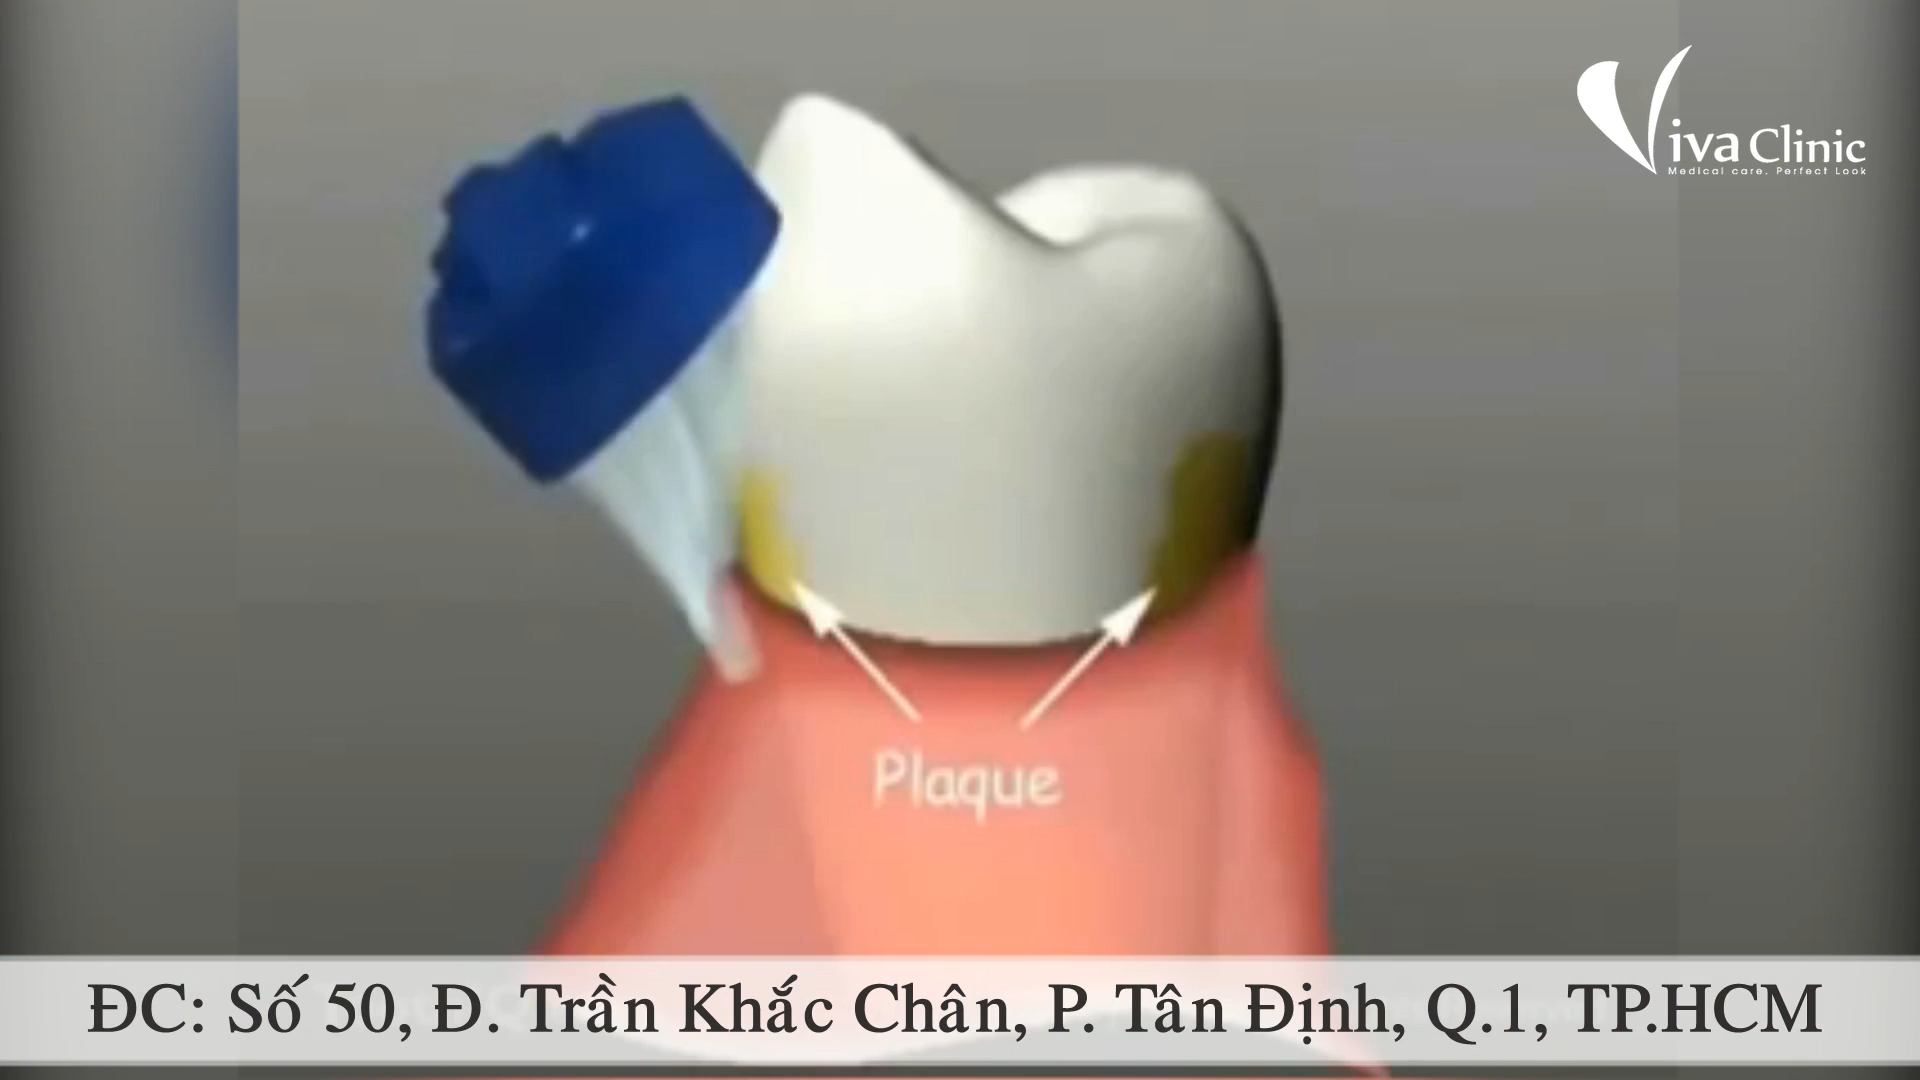 Viva Clinic
Medical care. Perfect Look
Plaque
ĐC: Số 50, Đ. Trần Khắc Chân, P. Tân Định, Q.1, TP.HCM